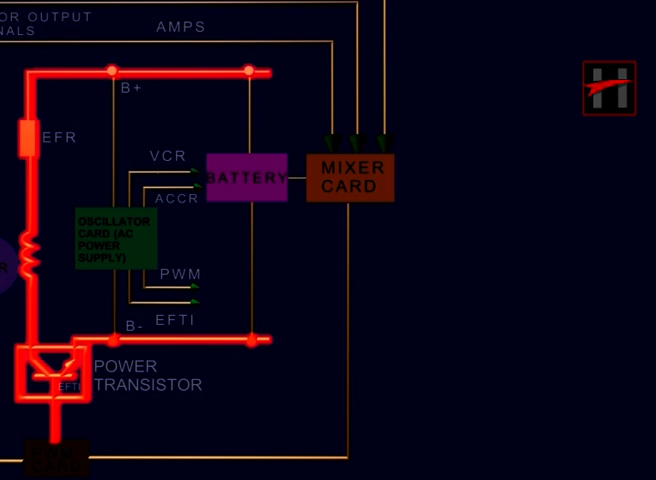 OR OUTPUT
NALS
AMPS
B+
EFR
VCR
BATTERY
MIXER
CARD
ACCR
OSCILLATOR
CARD (AC
POWER
SUPPLY)
R
PWM
EFTI
B-
POWER
TRANSISTOR
EFTI
CARD
H